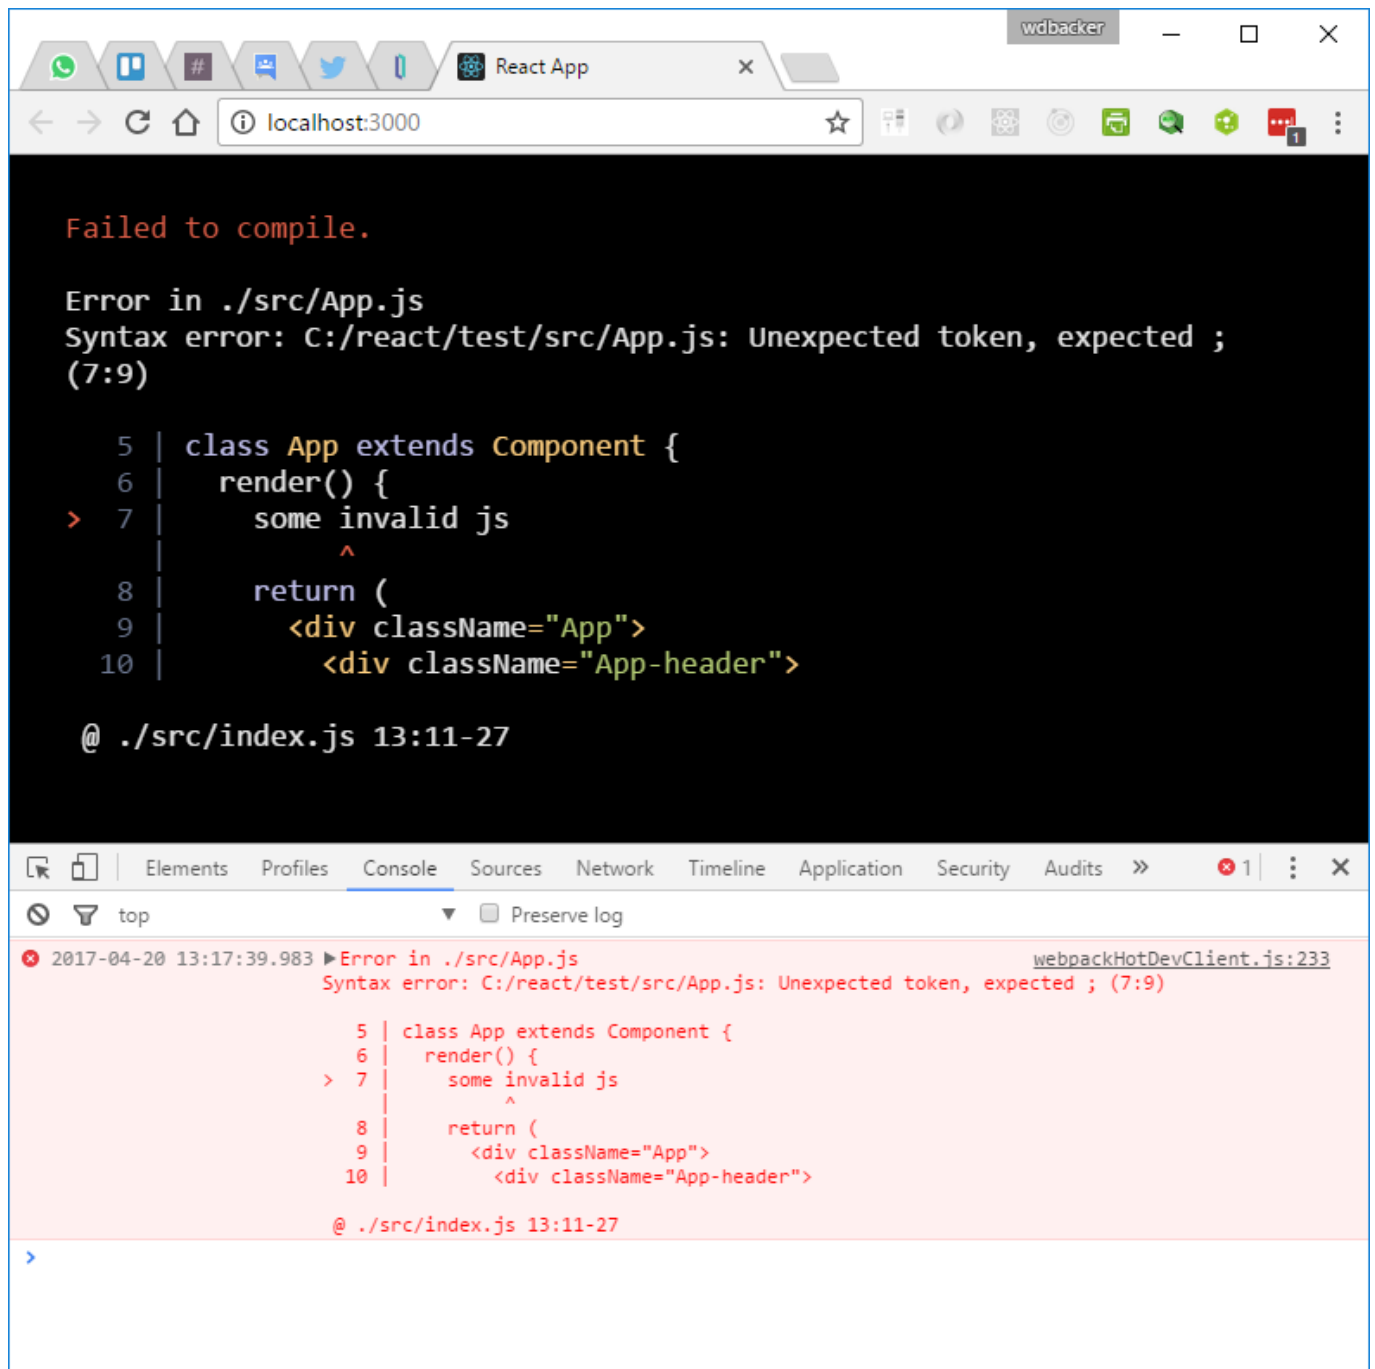 wdbacker
#
React App
localhost:3000
1
Failed to compile.
Error in ./src/App.js
Syntax error: C:/react/test/src/App.js: Unexpected token, expected ;
(7:9)
5 | class App extends Component {
6 |   render() {
> 7 |     some invalid js
|          ^
8 |     return (
9 |       <div className="App">
10 |         <div className="App-header">
@ ./src/index.js 13:11-27
Elements Profiles Console Sources Network Timeline Application Security Audits » 1
top ▼ Preserve log
2017-04-20 13:17:39.983 ▶Error in ./src/App.js webpackHotDevClient.js:233
Syntax error: C:/react/test/src/App.js: Unexpected token, expected ; (7:9)
5 | class App extends Component {
6 |   render() {
> 7 |     some invalid js
|          ^
8 |     return (
9 |       <div className="App">
10 |         <div className="App-header">
@ ./src/index.js 13:11-27
>